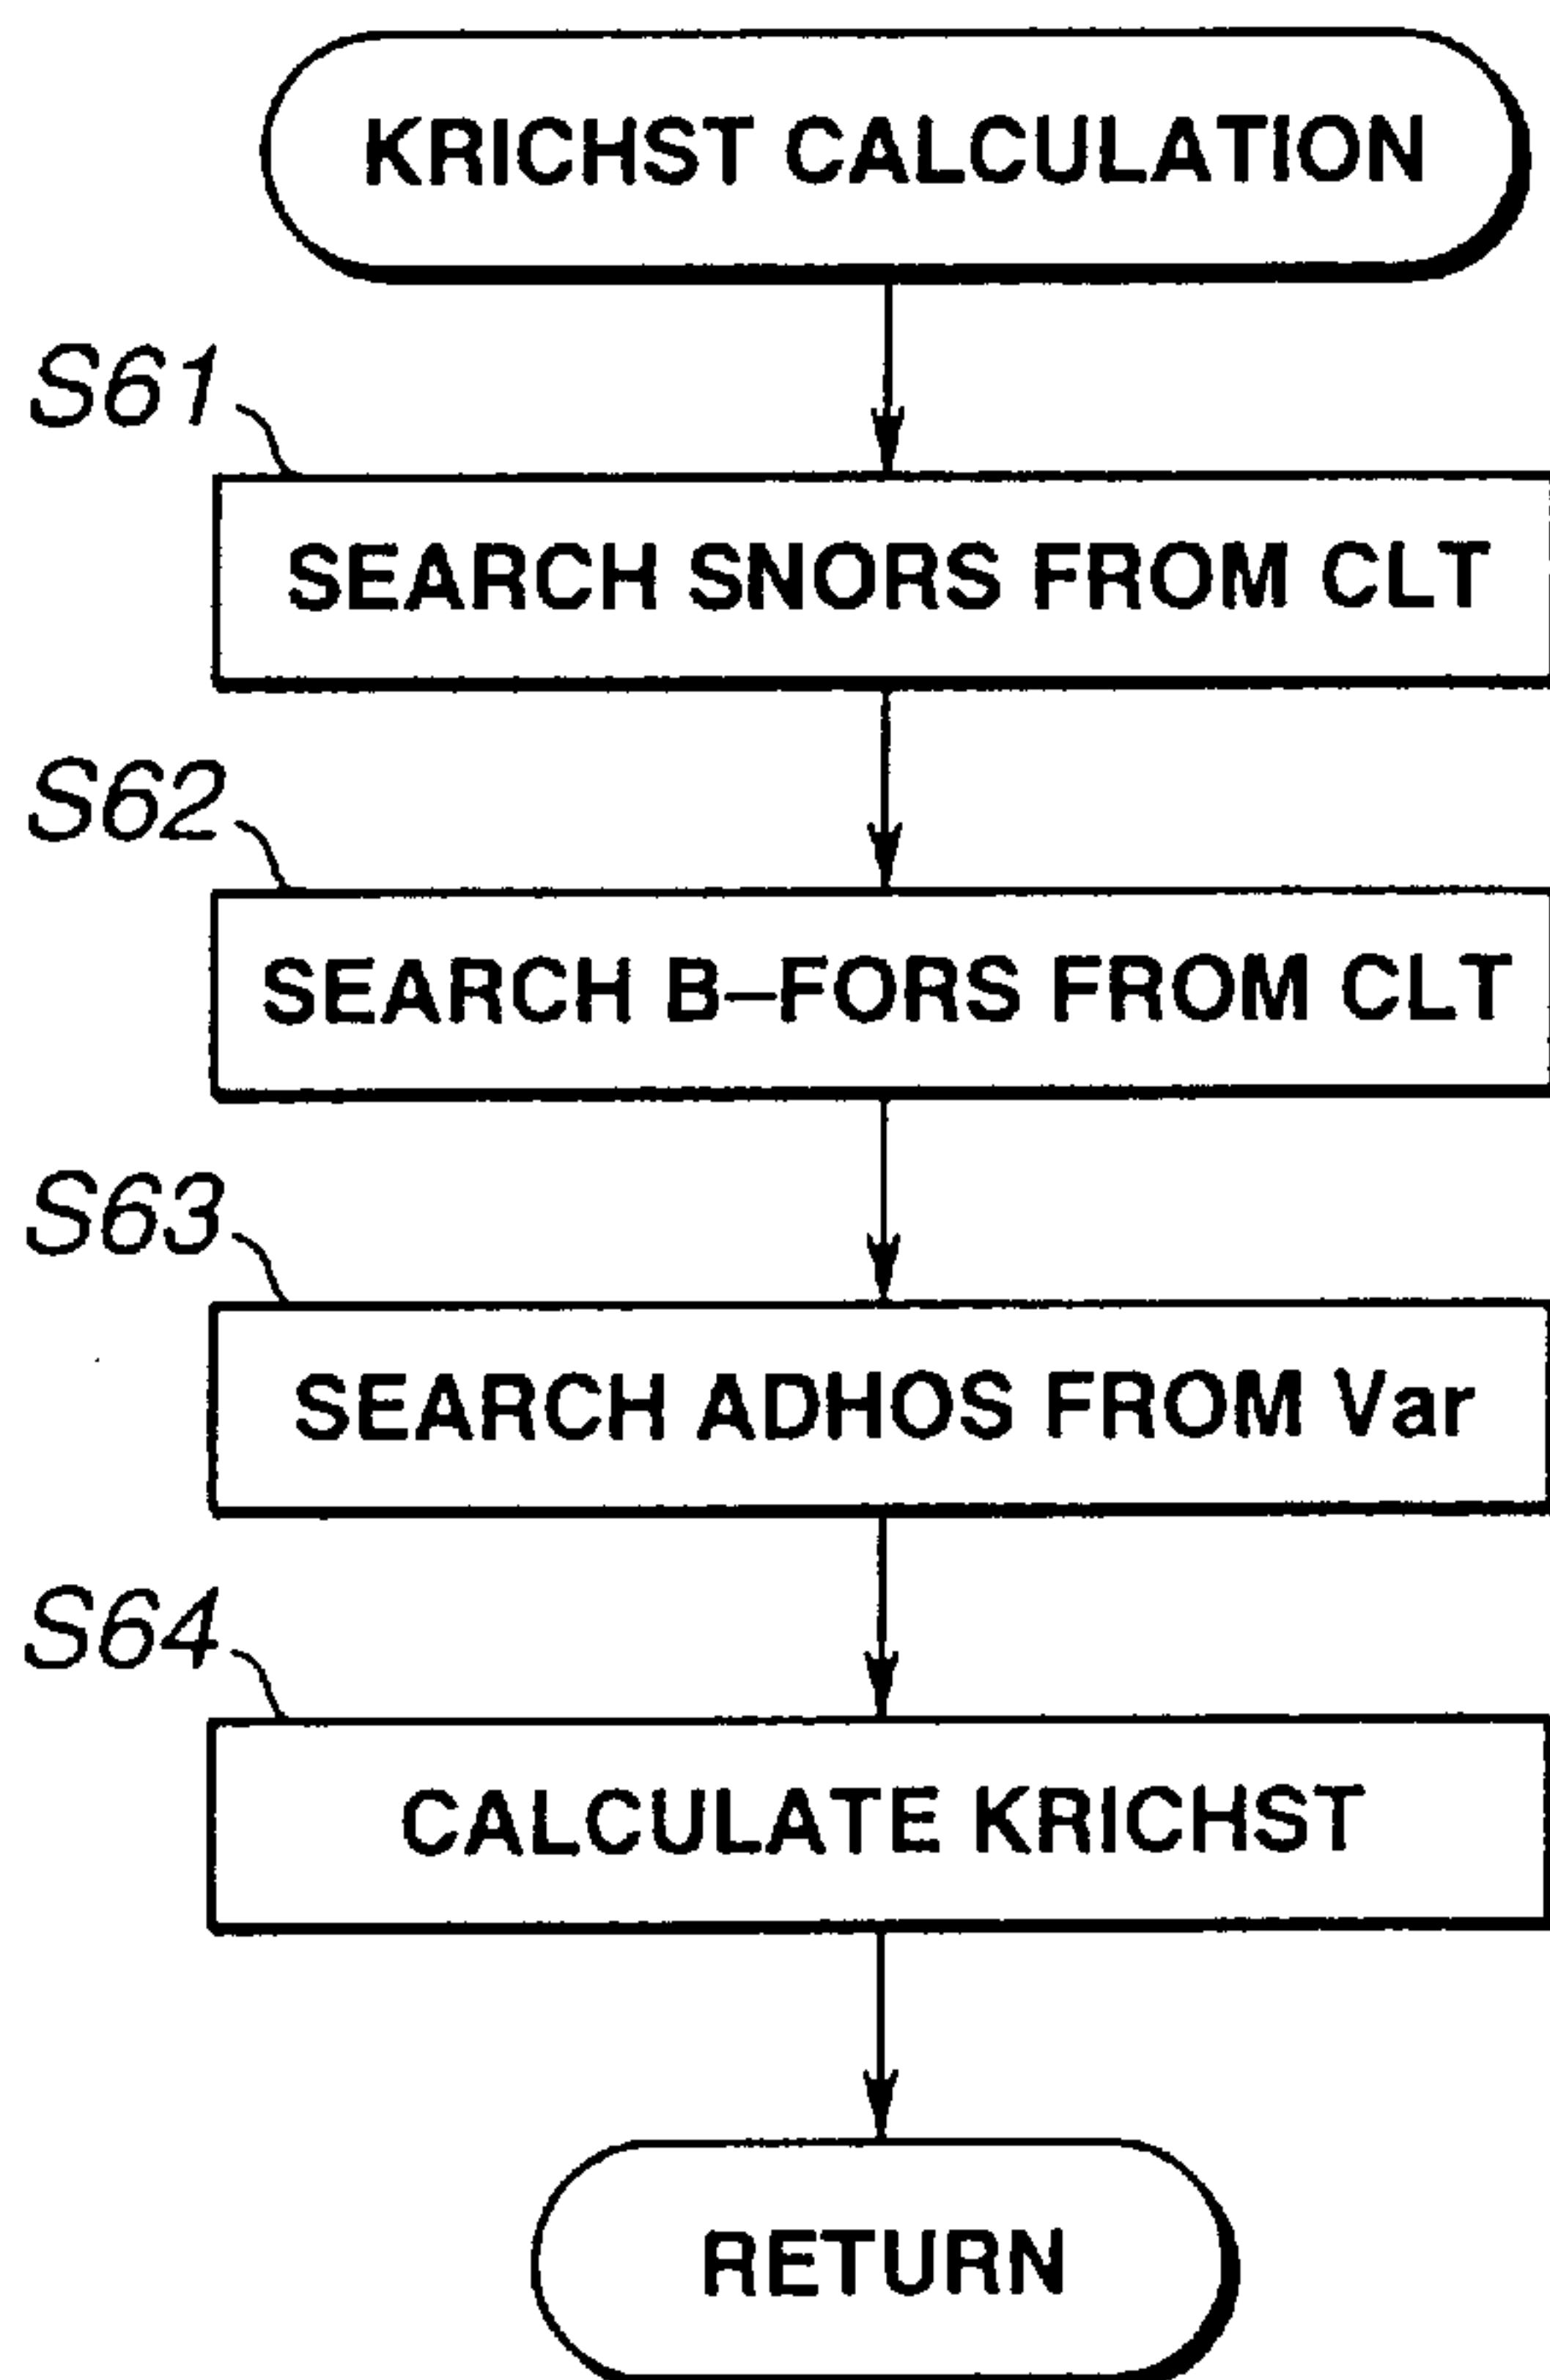 KRICHST CALCULATION
S61
SEARCH SNORS FROM CLT
S62
SEARCH B–FORS FROM CLT
S63
SEARCH ADHOS FROM Var
S64
CALCULATE KRICHST
RETURN